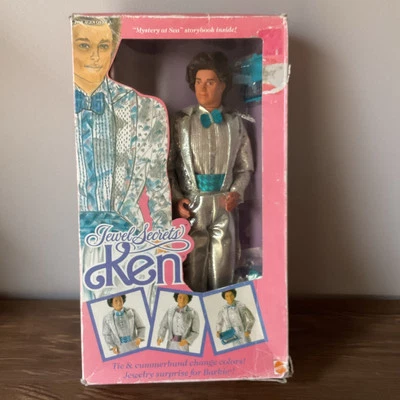 "Mystery at Sea" storybook inside!
Jewel Secrets
Ken
Tie & cummerbund change colors!
Jewelry surprise for Barbie!